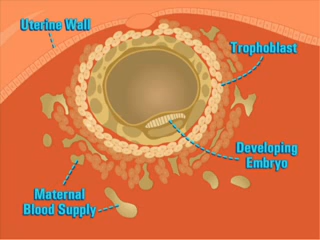 Uterine Wall
Trophoblast
Developing
Embryo
Maternal
Blood Supply